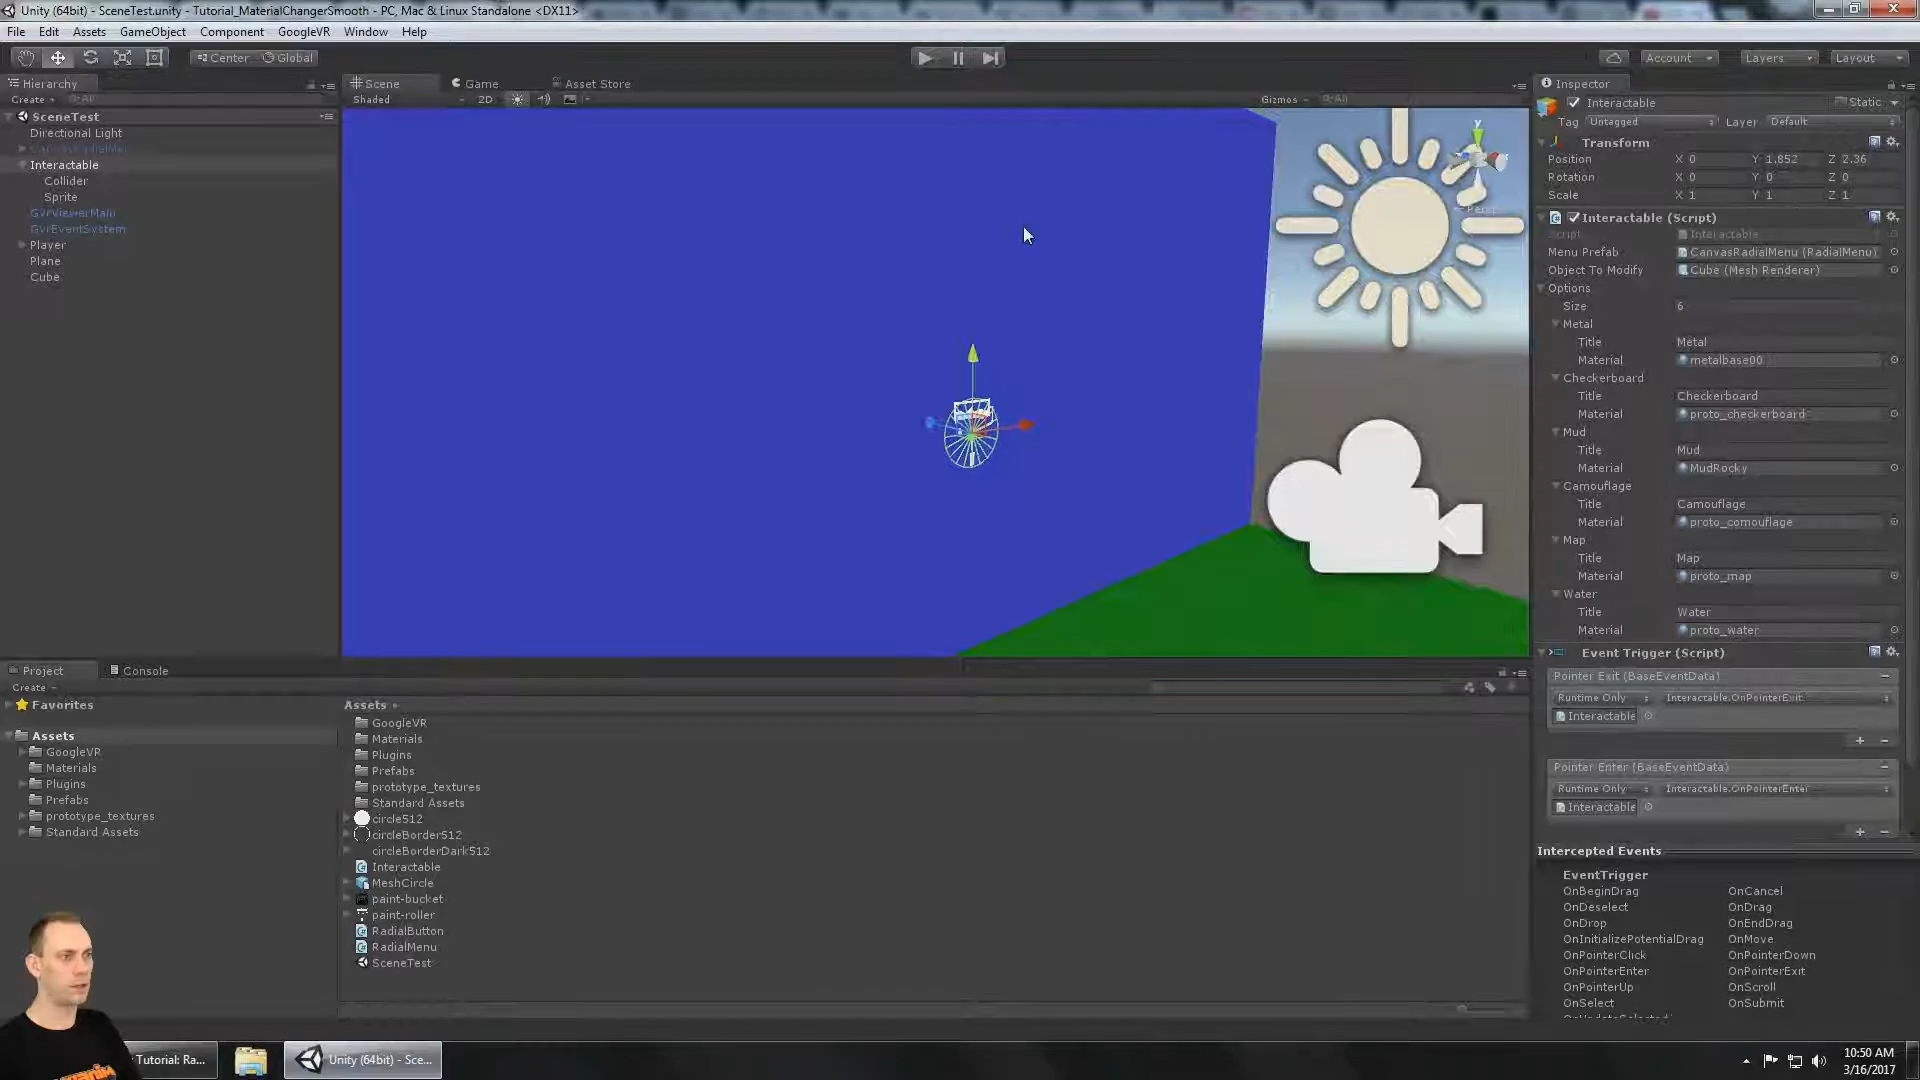 Unity (64bit) - SceneTest.unity - Tutorial_MaterialChangerSmooth - PC, Mac & Linux Standalone <DX11>
File Edit Assets GameObject Component GoogleVR Window Help
Center Global Account Layers Layout
Hierarchy
Create
All
SceneTest
Directional Light
Interactable
Collider
Sprite
GvrViewerMain
GvrEventSystem
Player
Plane
Cube
Scene Game Asset Store
Shaded 2D Gizmos All
y
Persp
Inspector
Interactable Static
Tag Untagged Layer Default
Transform
Position X 0 Y 1.852 Z 2.36
Rotation X 0 Y 0 Z 0
Scale X 1 Y 1 Z 1
Interactable (Script)
Script Interactable
Menu Prefab CanvasRadialMenu (RadialMenu)
Object To Modify Cube (Mesh Renderer)
Options
Size 6
Metal
Title Metal
Material metalbase00
Checkerboard
Title Checkerboard
Material proto_checkerboard
Mud
Title Mud
Material MudRocky
Camouflage
Title Camouflage
Material proto_comouflage
Map
Title Map
Material proto_map
Water
Title Water
Material proto_water
Event Trigger (Script)
Pointer Exit (BaseEventData)
Runtime Only Interactable.OnPointerExit
Interactable
Pointer Enter (BaseEventData)
Runtime Only Interactable.OnPointerEnter
Interactable
Intercepted Events
EventTrigger
OnBeginDrag OnCancel
OnDeselect OnDrag
OnDrop OnEndDrag
OnInitializePotentialDrag OnMove
OnPointerClick OnPointerDown
OnPointerEnter OnPointerExit
OnPointerUp OnScroll
OnSelect OnSubmit
OnUpdateSelected
Project Console
Create
Favorites
Assets
GoogleVR
Materials
Plugins
Prefabs
prototype_textures
Standard Assets
Assets
GoogleVR
Materials
Plugins
Prefabs
prototype_textures
Standard Assets
circle512
circleBorder512
circleBorderDark512
Interactable
MeshCircle
paint-bucket
paint-roller
RadialButton
RadialMenu
SceneTest
Tutorial: Ra...
Unity (64bit) - Sce...
10:50 AM
3/16/2017